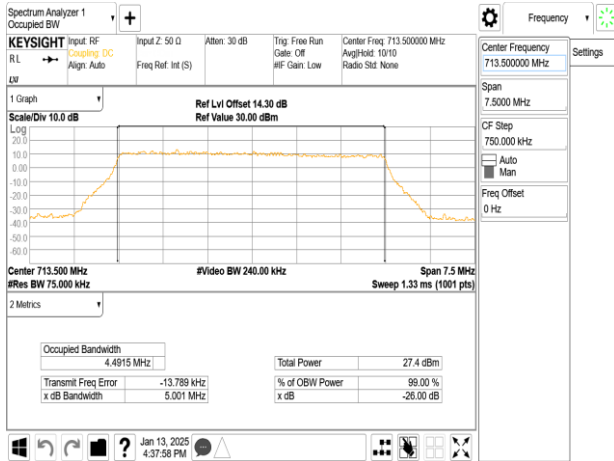 Spectrum Analyzer 1
Occupied BW
Frequency
KEYSIGHT
Input: RF
Coupling: DC
Align: Auto
Input Z: 50 Ω
Freq Ref: Int (S)
Atten: 30 dB
Trig: Free Run
Gate: Off
#IF Gain: Low
Center Freq: 713.500000 MHz
Avg|Hold: 10/10
Radio Std: None
RL
LXI
Center Frequency
713.500000 MHz
Settings
Span
7.5000 MHz
CF Step
750.000 kHz
Auto
Man
Freq Offset
0 Hz
1 Graph
Scale/Div 10.0 dB
Ref Lvl Offset 14.30 dB
Ref Value 30.00 dBm
Log
20.0
10.0
0.00
-10.0
-20.0
-30.0
-40.0
-50.0
-60.0
Center 713.500 MHz
#Video BW 240.00 kHz
Span 7.5 MHz
#Res BW 75.000 kHz
Sweep 1.33 ms (1001 pts)
2 Metrics
Occupied Bandwidth
4.4915 MHz
Total Power 27.4 dBm
Transmit Freq Error -13.789 kHz
% of OBW Power 99.00 %
x dB Bandwidth 5.001 MHz
x dB -26.00 dB
?
Jan 13, 2025
4:37:58 PM